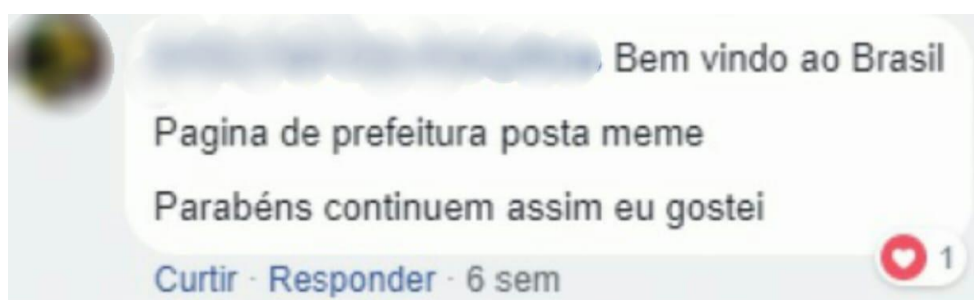 Bem vindo ao Brasil
Pagina de prefeitura posta meme
Parabéns continuem assim eu gostei
Curtir · Responder · 6 sem
1